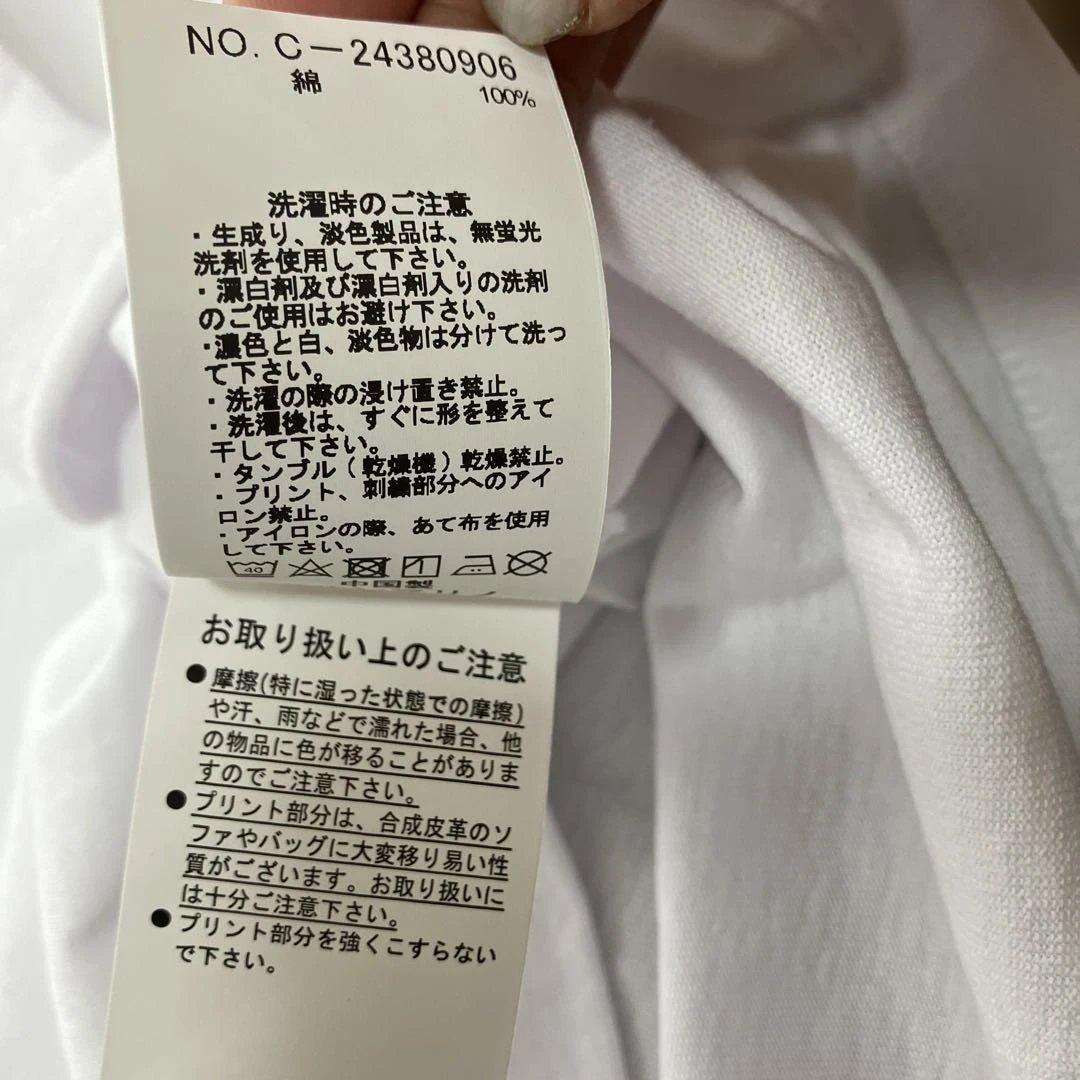 NO. C−24380906
綿 100%
洗濯時のご注意
・生成り、淡色製品は、無蛍光
洗剤を使用して下さい。
・漂白剤及び漂白剤入りの洗剤
のご使用はお避け下さい。
・濃色と白、淡色物は分けて洗っ
て下さい。
・洗濯の際の浸け置き禁止。
・洗濯後は、すぐに形を整えて
干して下さい。
・タンブル（乾燥機）乾燥禁止。
・プリント、刺繍部分へのアイ
ロン禁止。
・アイロンの際、あて布を使用
して下さい。
40
中国製
お取り扱い上のご注意
●摩擦(特に湿った状態での摩擦)
や汗、雨などで濡れた場合、他
の物品に色が移ることがありま
すのでご注意下さい。
●プリント部分は、合成皮革のソ
ファやバッグに大変移り易い性
質がございます。お取り扱いに
は十分ご注意下さい。
●プリント部分を強くこすらない
で下さい。